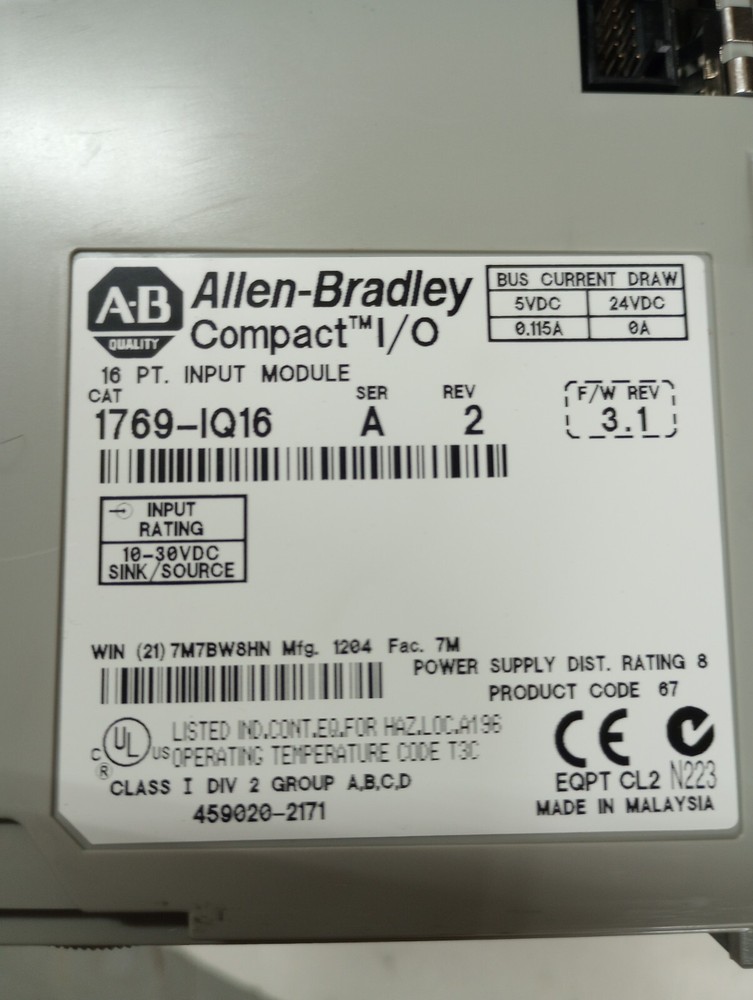 A-B
QUALITY
Allen-Bradley
Compact™ I/O
BUS CURRENT DRAW
5VDC 24VDC
0.115A 0A
16 PT. INPUT MODULE
CAT SER REV F/W REV
1769-IQ16 A 2 3.1
INPUT
RATING
10-30VDC
SINK/SOURCE
WIN (21) 7M7BW8HN Mfg. 1204 Fac. 7M
POWER SUPPLY DIST. RATING 8
PRODUCT CODE 67
C UL US ®
LISTED IND.CONT.EQ.FOR HAZ.LOC.A196
OPERATING TEMPERATURE CODE T3C
CLASS I DIV 2 GROUP A,B,C,D
459020-2171
CE
EQPT CL2 N223
MADE IN MALAYSIA